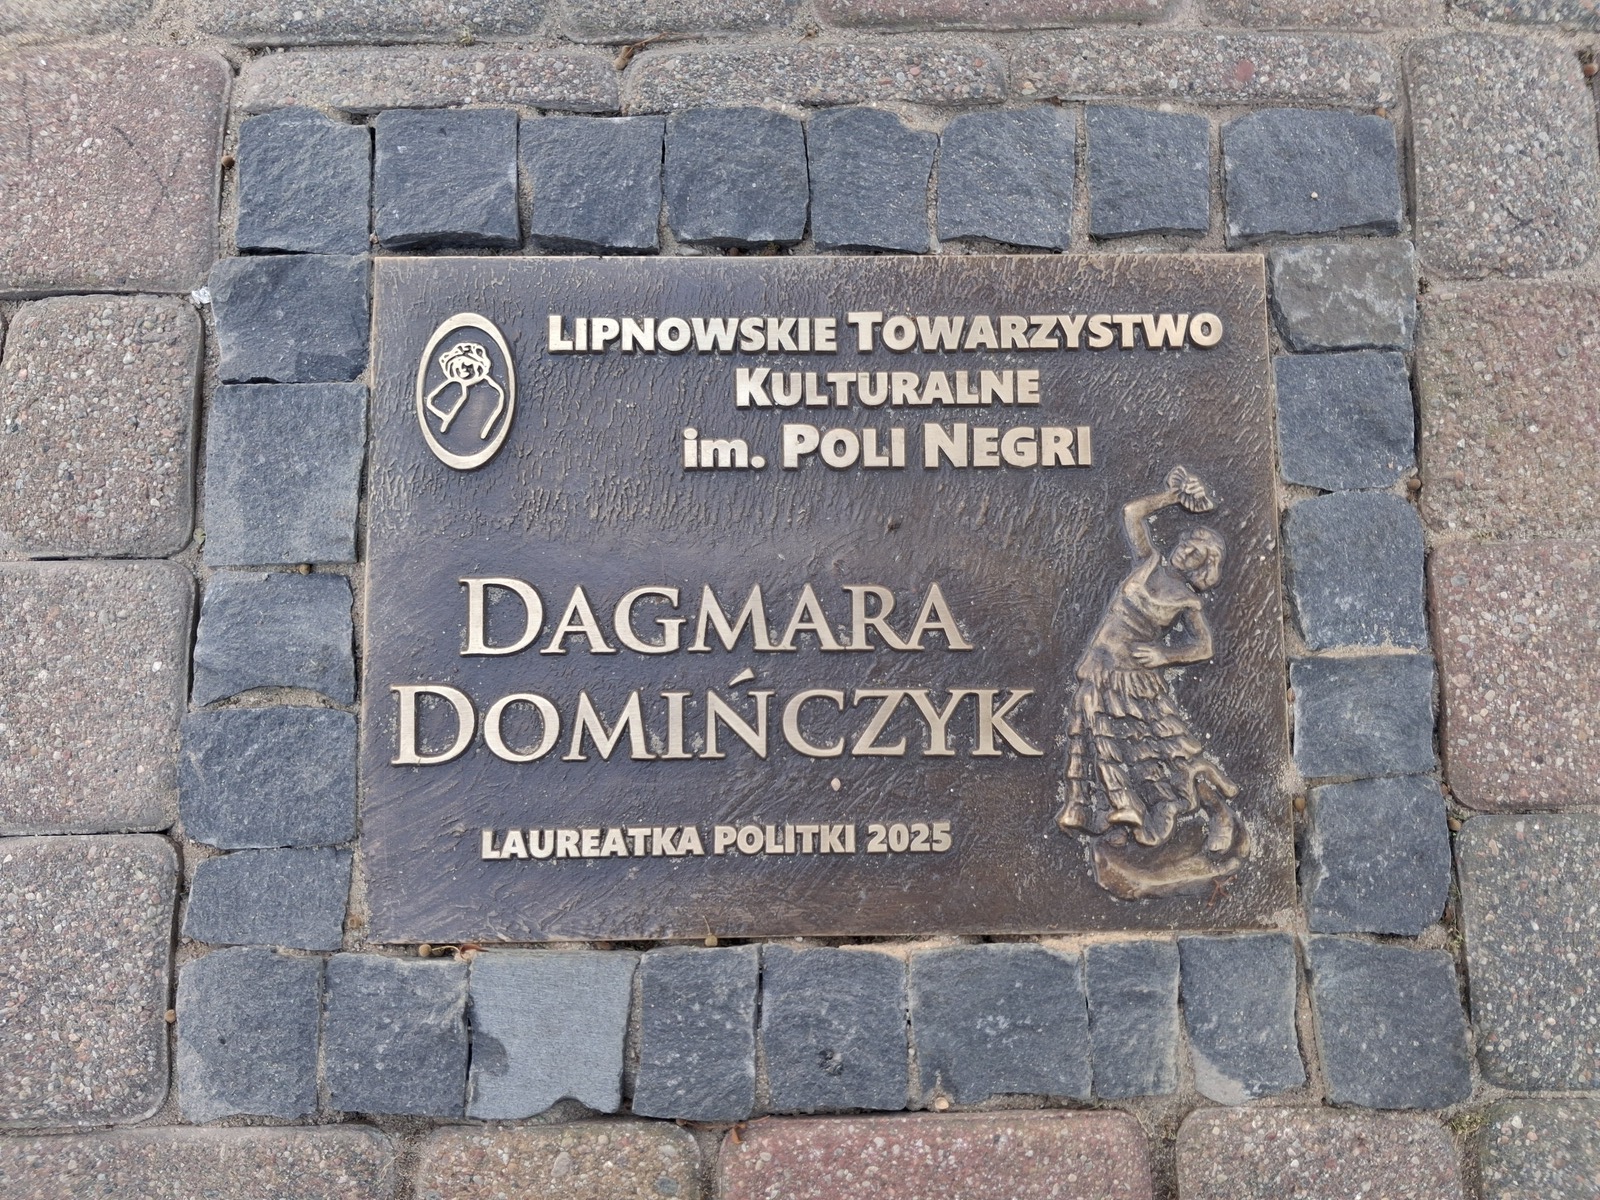 LIPNOWSKIE TOWARZYSTWO
KULTURALNE
im. POLI NEGRI
DAGMARA
DOMIŃCZYK
LAUREATKA POLITKI 2025